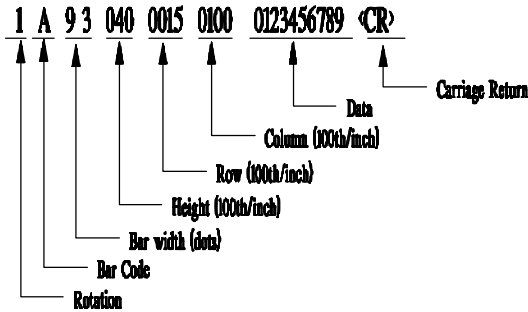 1 A 9 3 040 0015 0100 0123456789 <CR>
Carriage Return
Data
Column (100th/inch)
Row (100th/inch)
Height (100th/inch)
Bar width (dots)
Bar Code
Rotation